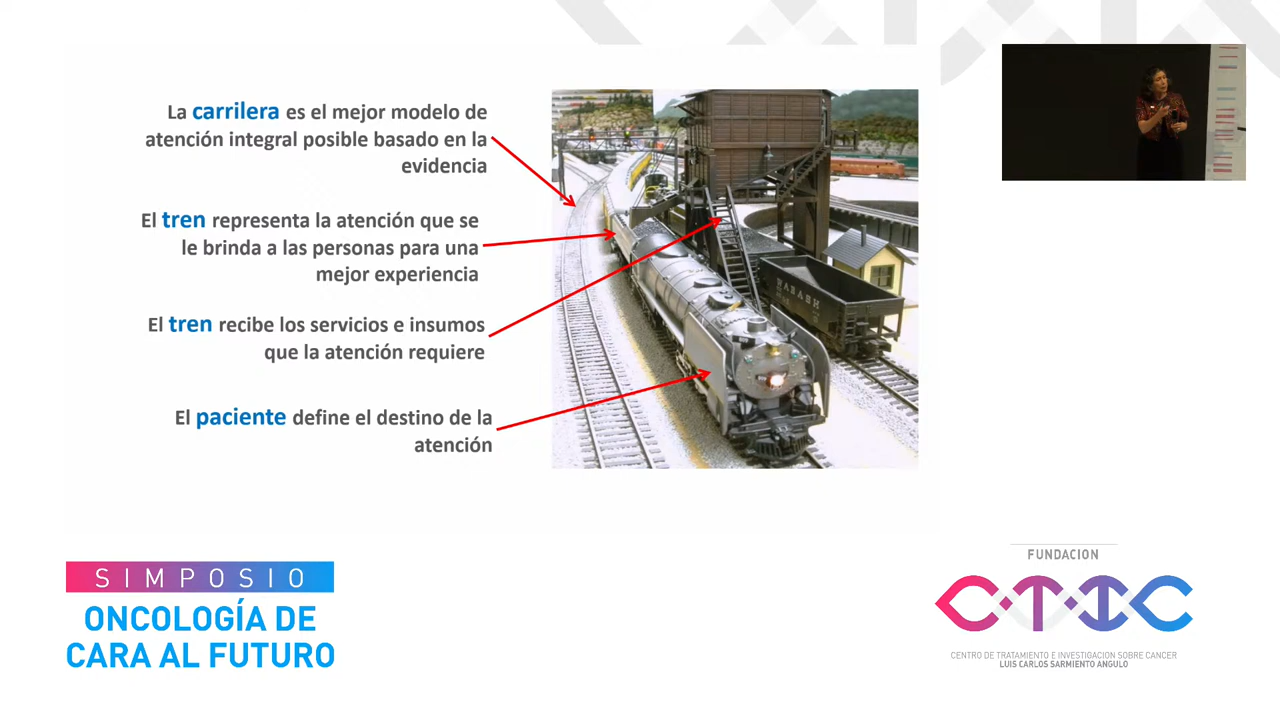 La carrilera es el mejor modelo de
atención integral posible basado en la
evidencia
El tren representa la atención que se
le brinda a las personas para una
mejor experiencia
El tren recibe los servicios e insumos
que la atención requiere
El paciente define el destino de la
atención
WABASH
SIMPOSIO
ONCOLOGÍA DE
CARA AL FUTURO
FUNDACION
CTIC
CENTRO DE TRATAMIENTO E INVESTIGACION SOBRE CANCER
LUIS CARLOS SARMIENTO ANGULO